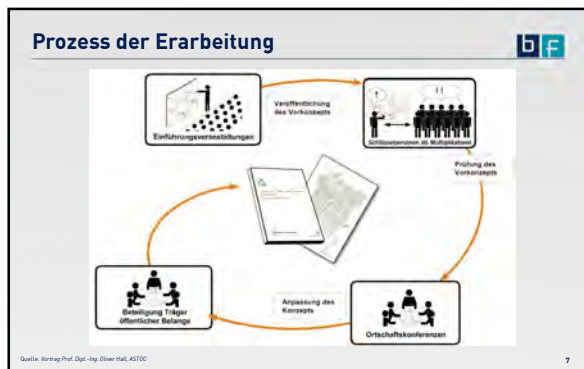 Prozess der Erarbeitung
bf
Einführungsveranstaltungen
Veröffentlichung
des Vorkonzepts
! !
Schlüsselpersonen als Multiplikatoren
Prüfung des
Vorkonzepts
Ortschaftskonferenzen
Anpassung des
Konzepts
Beteiligung Träger
öffentlicher Belange
Quelle: Vortrag Prof. Dipl.-Ing. Oliver Hall, ASTOC
7